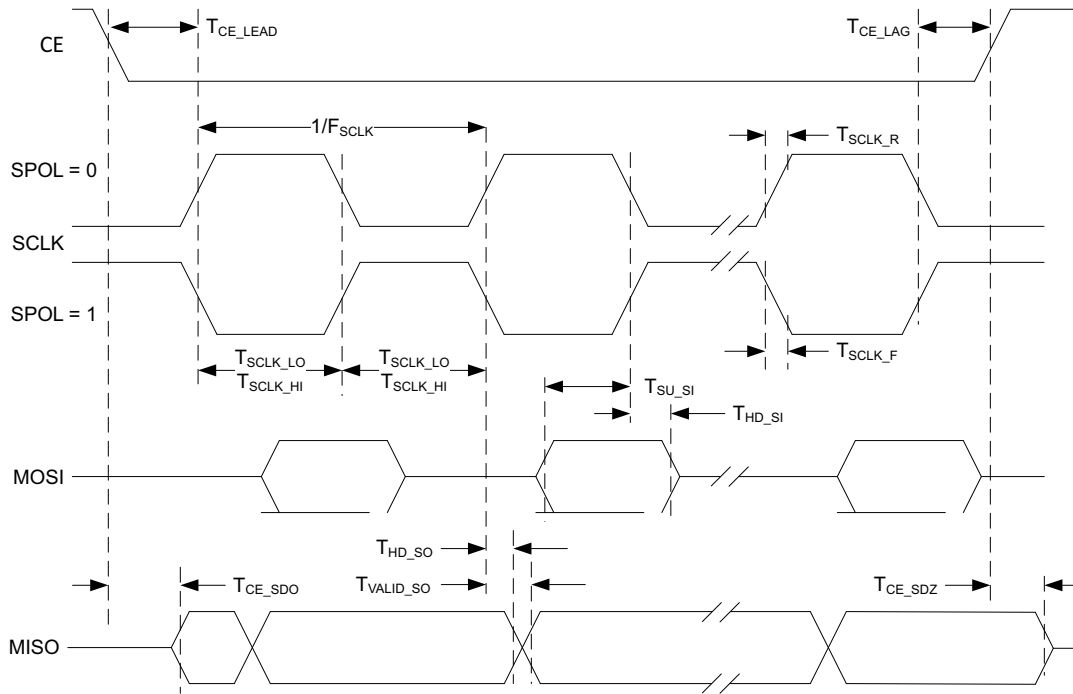 T_CE_LEAD
T_CE_LAG
CE
1/F_SCLK
T_SCLK_R
SPOL = 0
SCLK
SPOL = 1
T_SCLK_F
T_SCLK_LO T_SCLK_LO
T_SCLK_HI T_SCLK_HI
T_SU_SI
T_HD_SI
MOSI
T_HD_SO
T_CE_SDO T_VALID_SO T_CE_SDZ
MISO